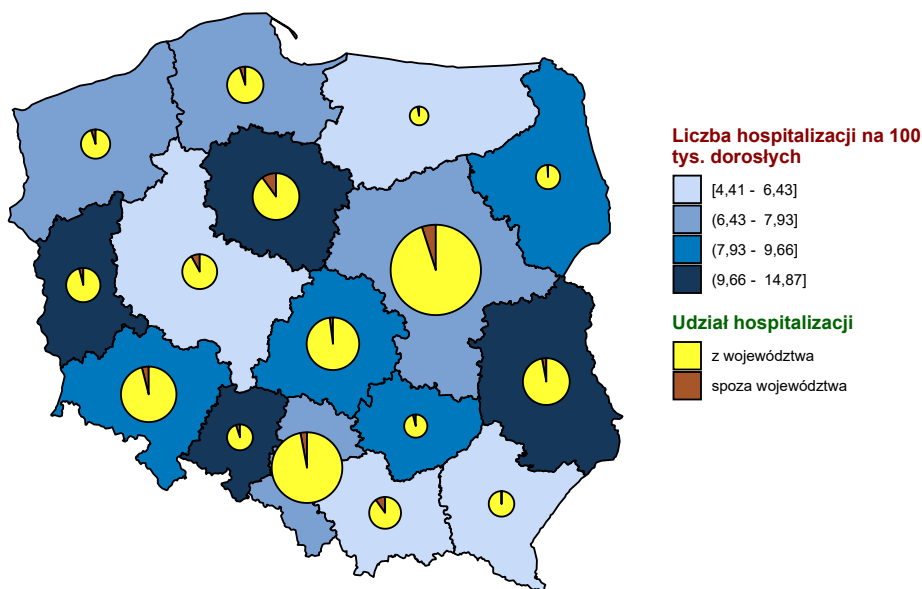 Liczba hospitalizacji na 100
tys. dorosłych
[4,41 - 6,43]
(6,43 - 7,93]
(7,93 - 9,66]
(9,66 - 14,87]
Udział hospitalizacji
z województwa
spoza województwa